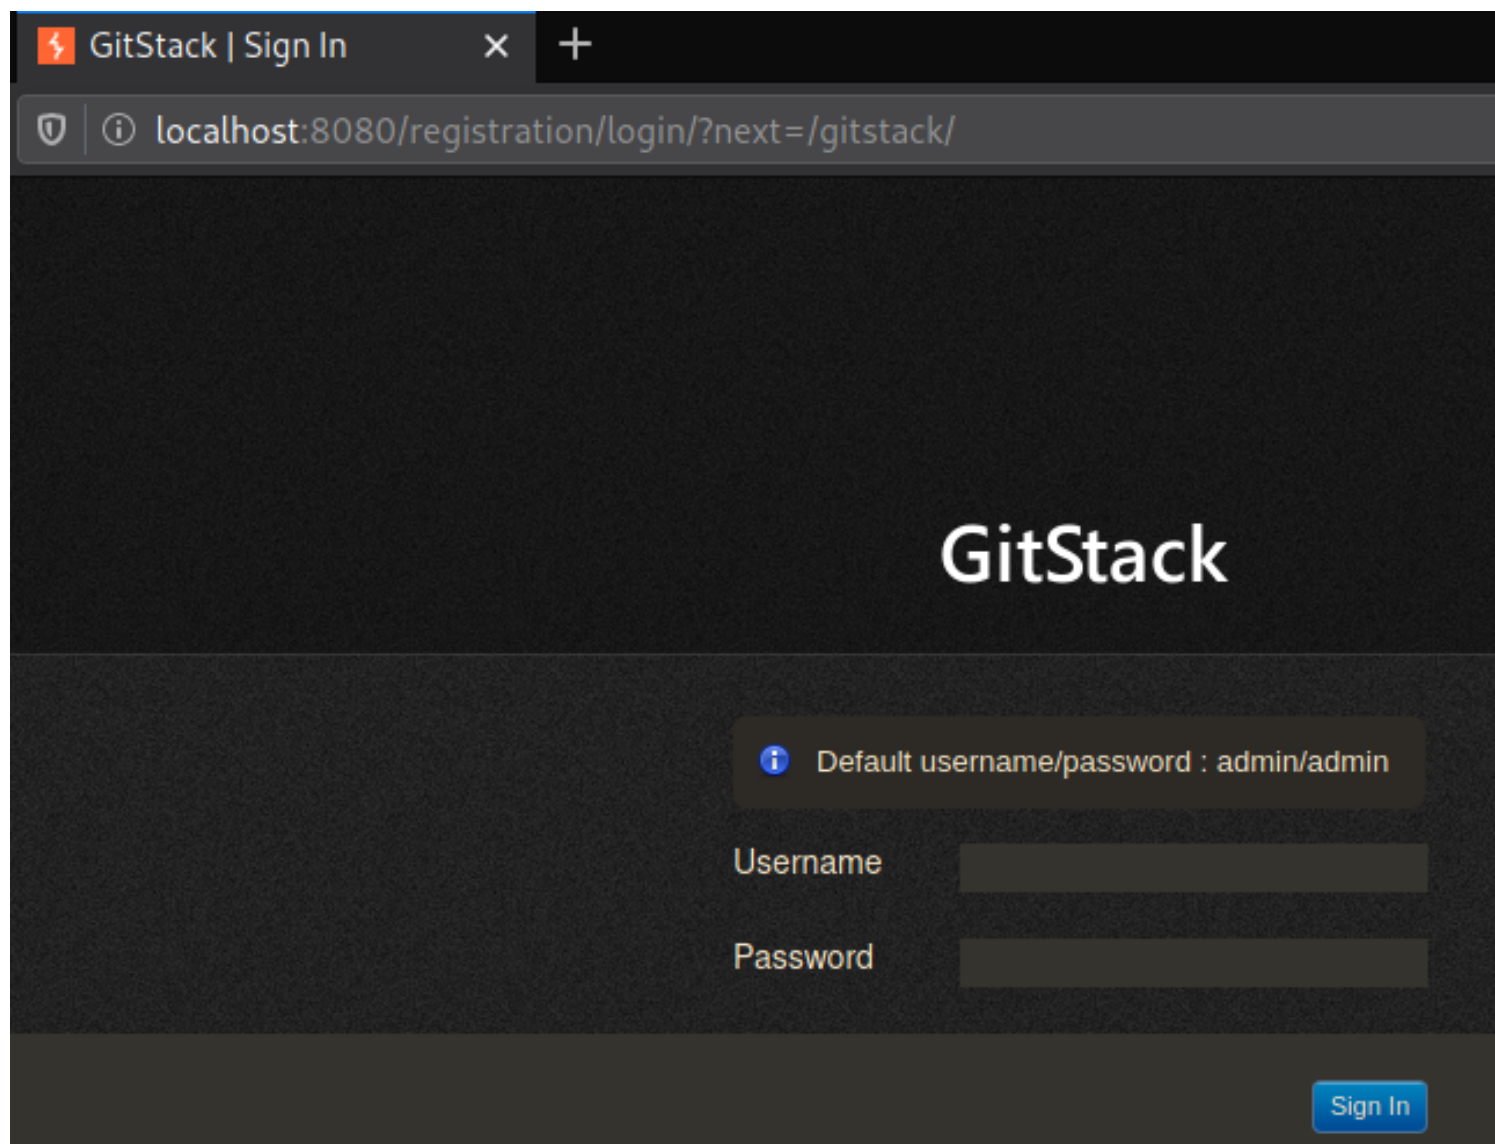 GitStack | Sign In
localhost:8080/registration/login/?next=/gitstack/
GitStack
Default username/password : admin/admin
Username
Password
Sign In